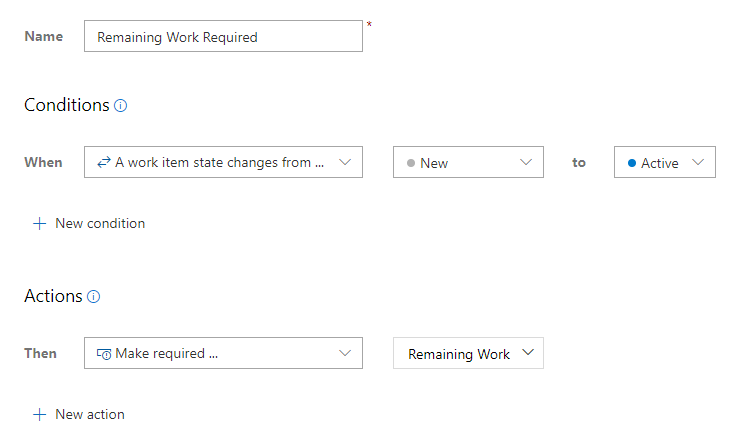 Name Remaining Work Required *
Conditions
When A work item state changes from ... New to Active
New condition
Actions
Then Make required ... Remaining Work
New action